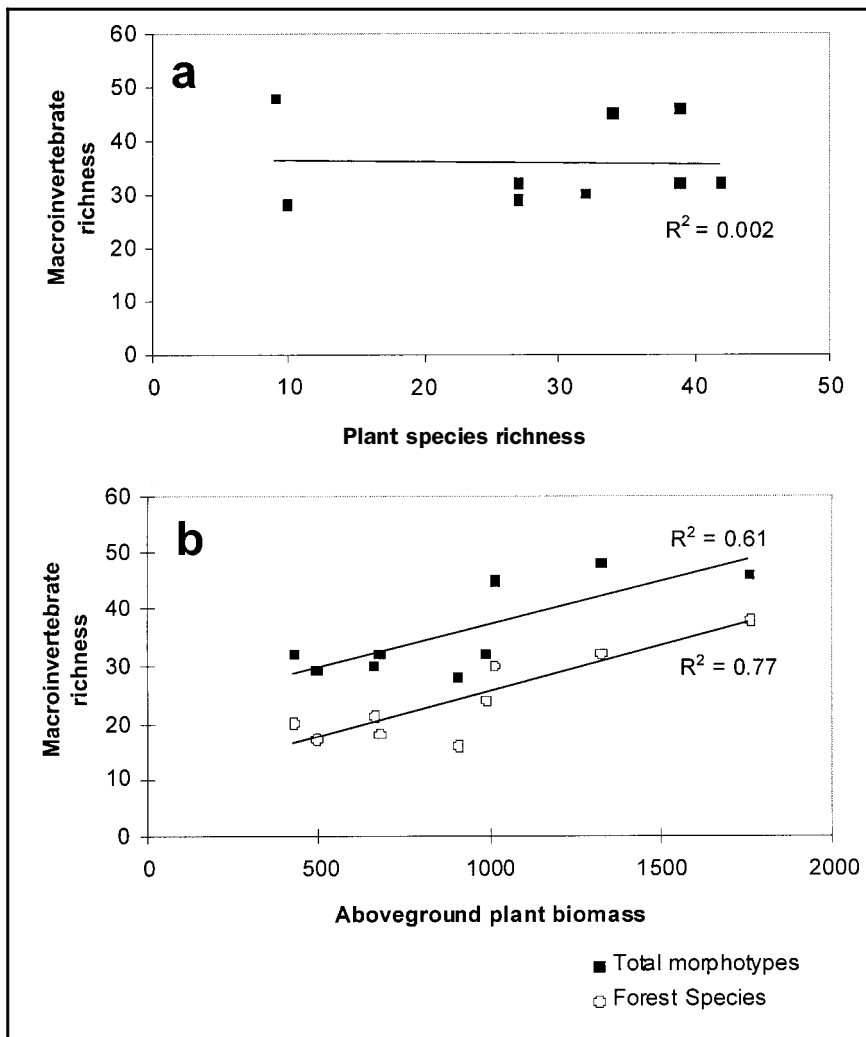 a
60
50
40
30
20
10
0
Macroinvertebrate
richness
R² = 0.002
0 10 20 30 40 50
Plant species richness
b
60
50
40
30
20
10
0
Macroinvertebrate
richness
R² = 0.61
R² = 0.77
0 500 1000 1500 2000
Aboveground plant biomass
Total morphotypes
Forest Species